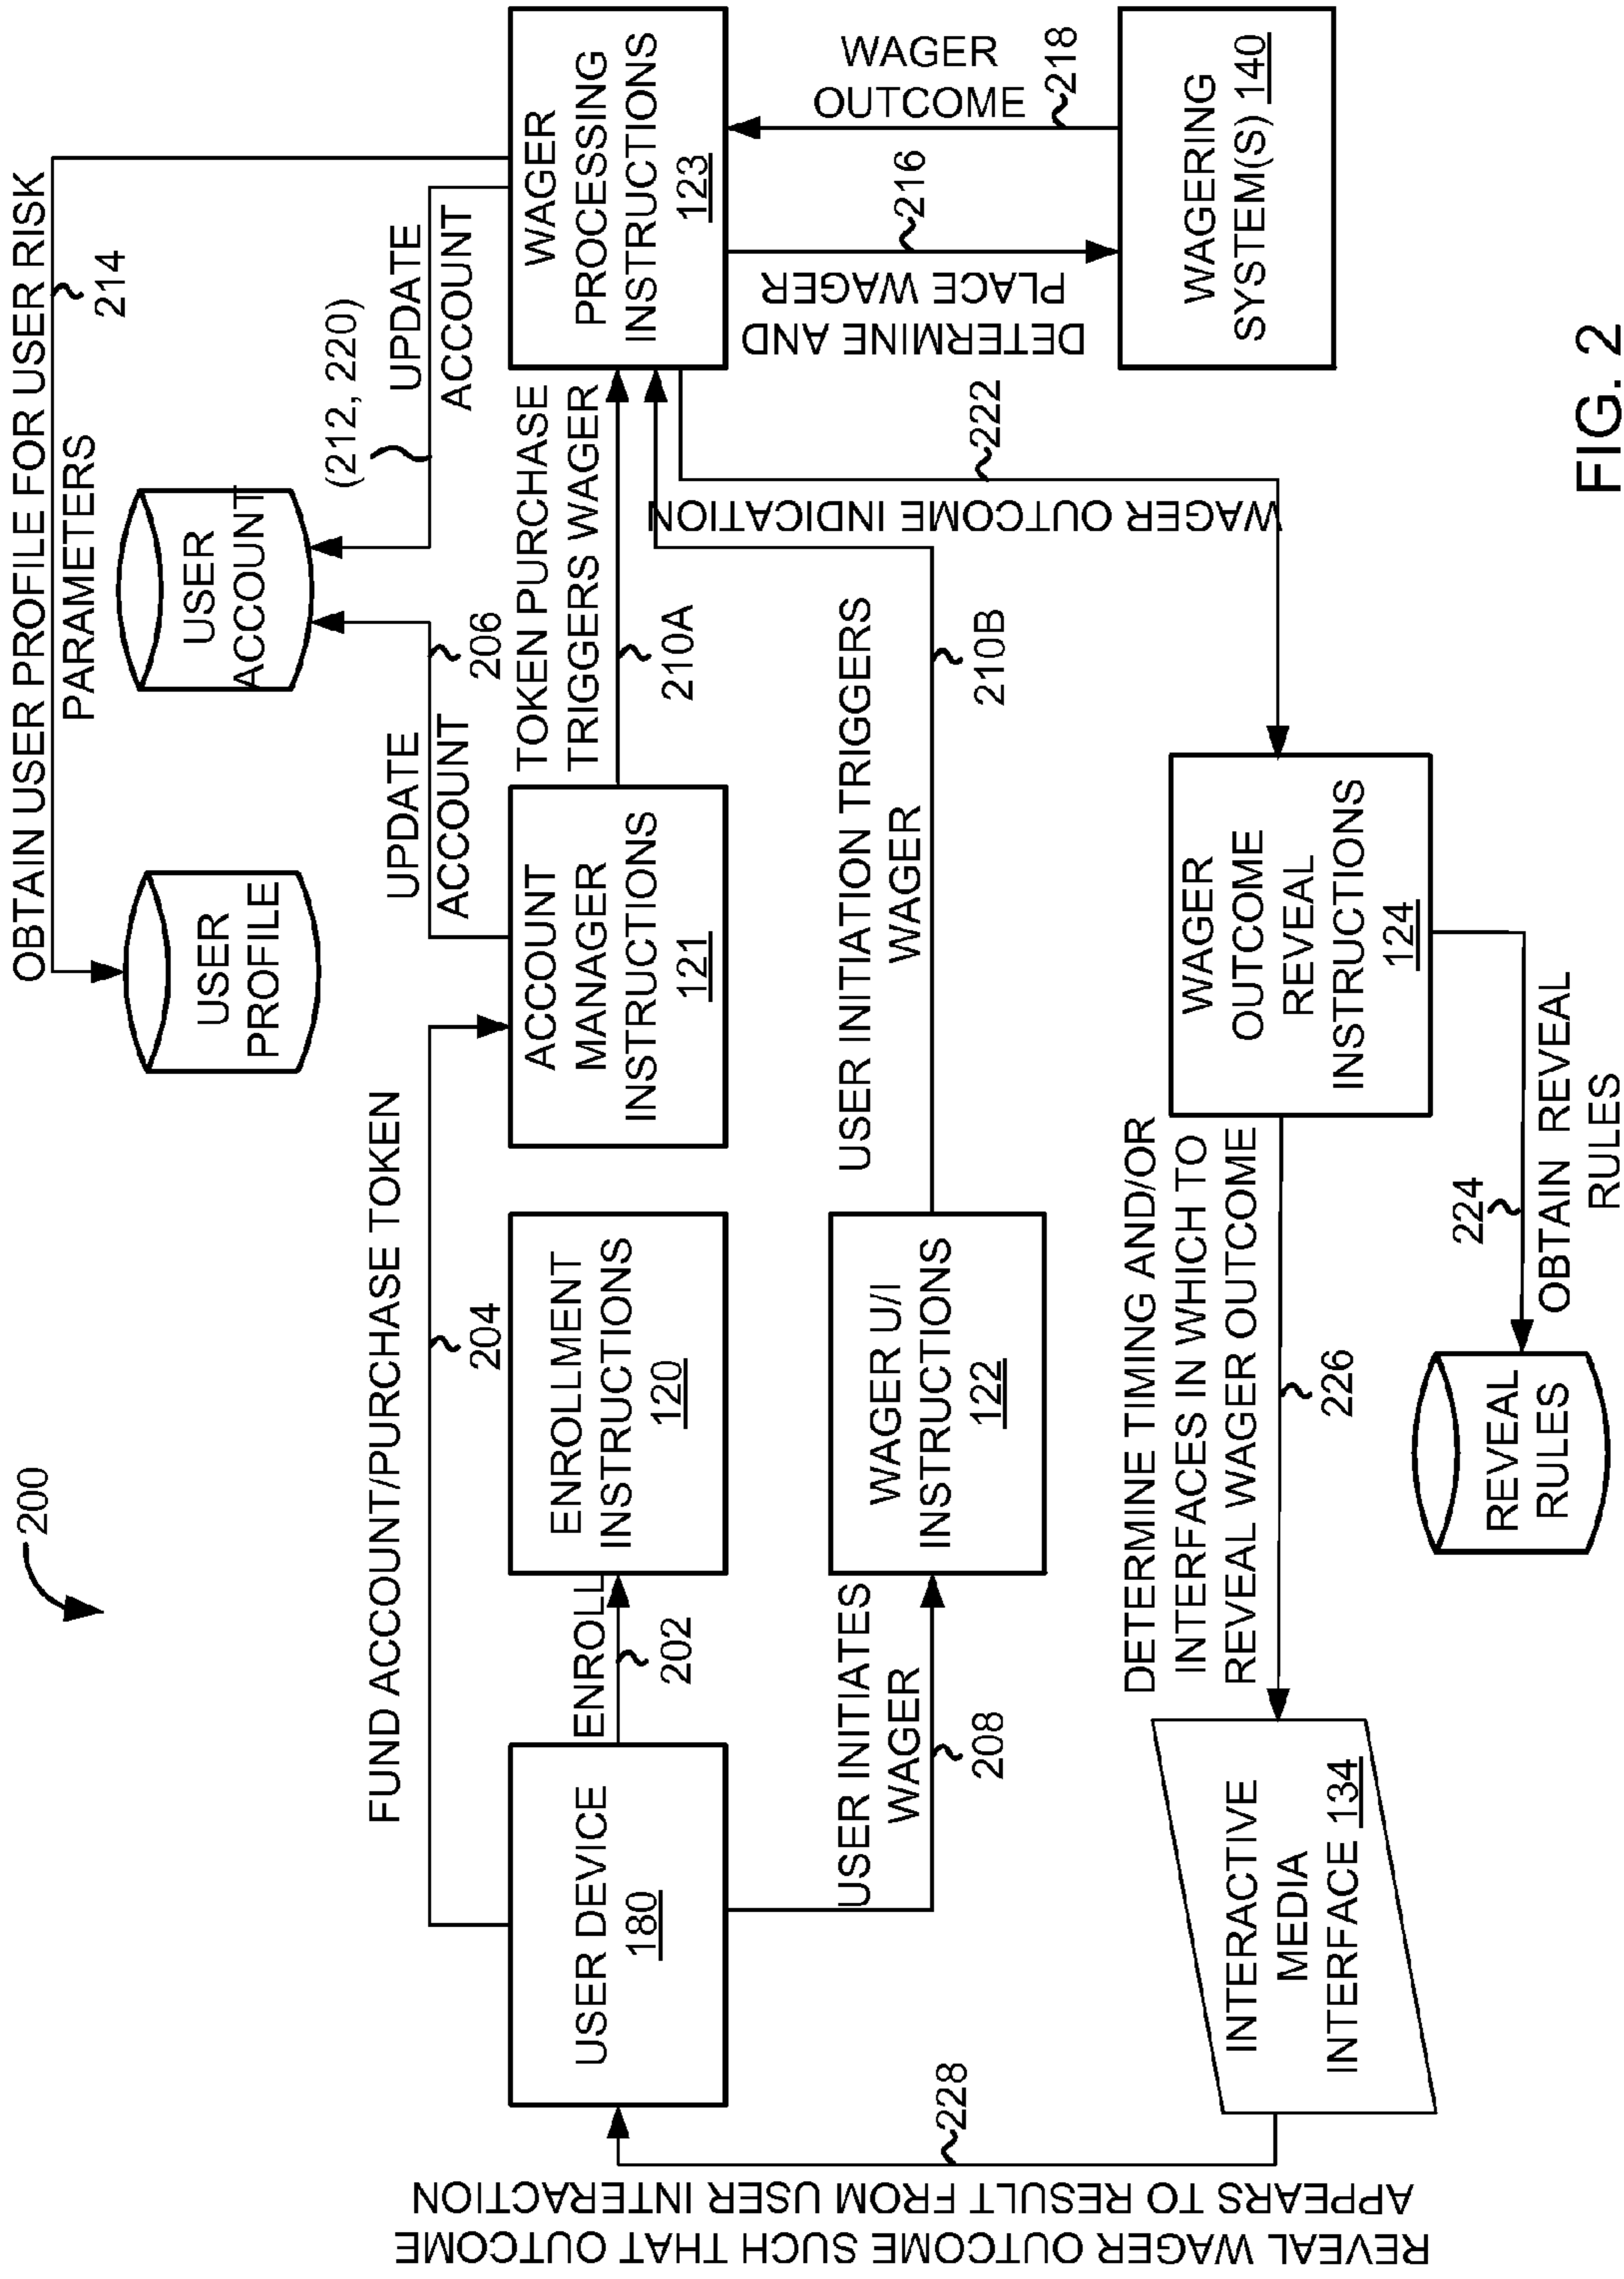 200
OBTAIN USER PROFILE FOR USER RISK
PARAMETERS
214
USER
PROFILE
USER
ACCOUNT
(212, 220)
UPDATE
ACCOUNT
UPDATE
ACCOUNT
206
FUND ACCOUNT/PURCHASE TOKEN
204
USER DEVICE
180
ENROLL
202
ENROLLMENT
INSTRUCTIONS
120
ACCOUNT
MANAGER
INSTRUCTIONS
121
TOKEN PURCHASE
TRIGGERS WAGER
210A
WAGER
PROCESSING
INSTRUCTIONS
123
USER INITIATES
WAGER
208
WAGER U/I
INSTRUCTIONS
122
USER INITIATION TRIGGERS
WAGER
210B
WAGER OUTCOME INDICATION
222
DETERMINE AND
PLACE WAGER
216
WAGER
OUTCOME
218
WAGERING
SYSTEM(S) 140
REVEAL WAGER OUTCOME SUCH THAT OUTCOME
APPEARS TO RESULT FROM USER INTERACTION
228
INTERACTIVE
MEDIA
INTERFACE 134
DETERMINE TIMING AND/OR
INTERFACES IN WHICH TO
REVEAL WAGER OUTCOME
226
WAGER
OUTCOME
REVEAL
INSTRUCTIONS
124
REVEAL
RULES
224
OBTAIN REVEAL
RULES
FIG. 2